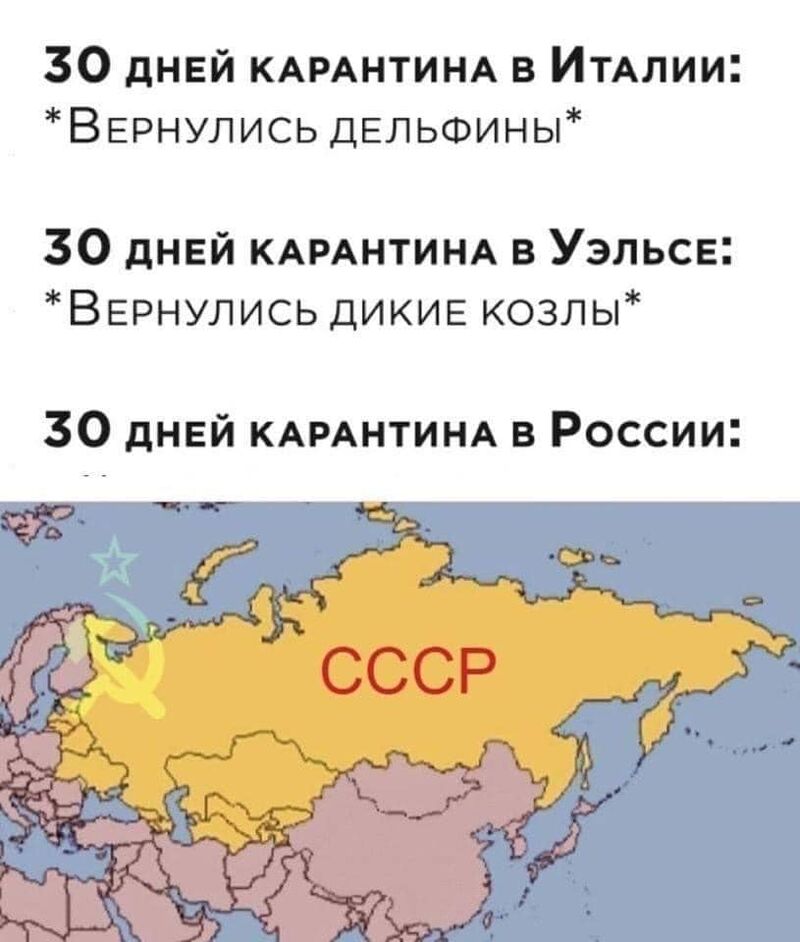 30 дней карантина в Италии:
*Вернулись дельфины*
30 дней карантина в Уэльсе:
*Вернулись дикие козлы*
30 дней карантина в России:
СССР